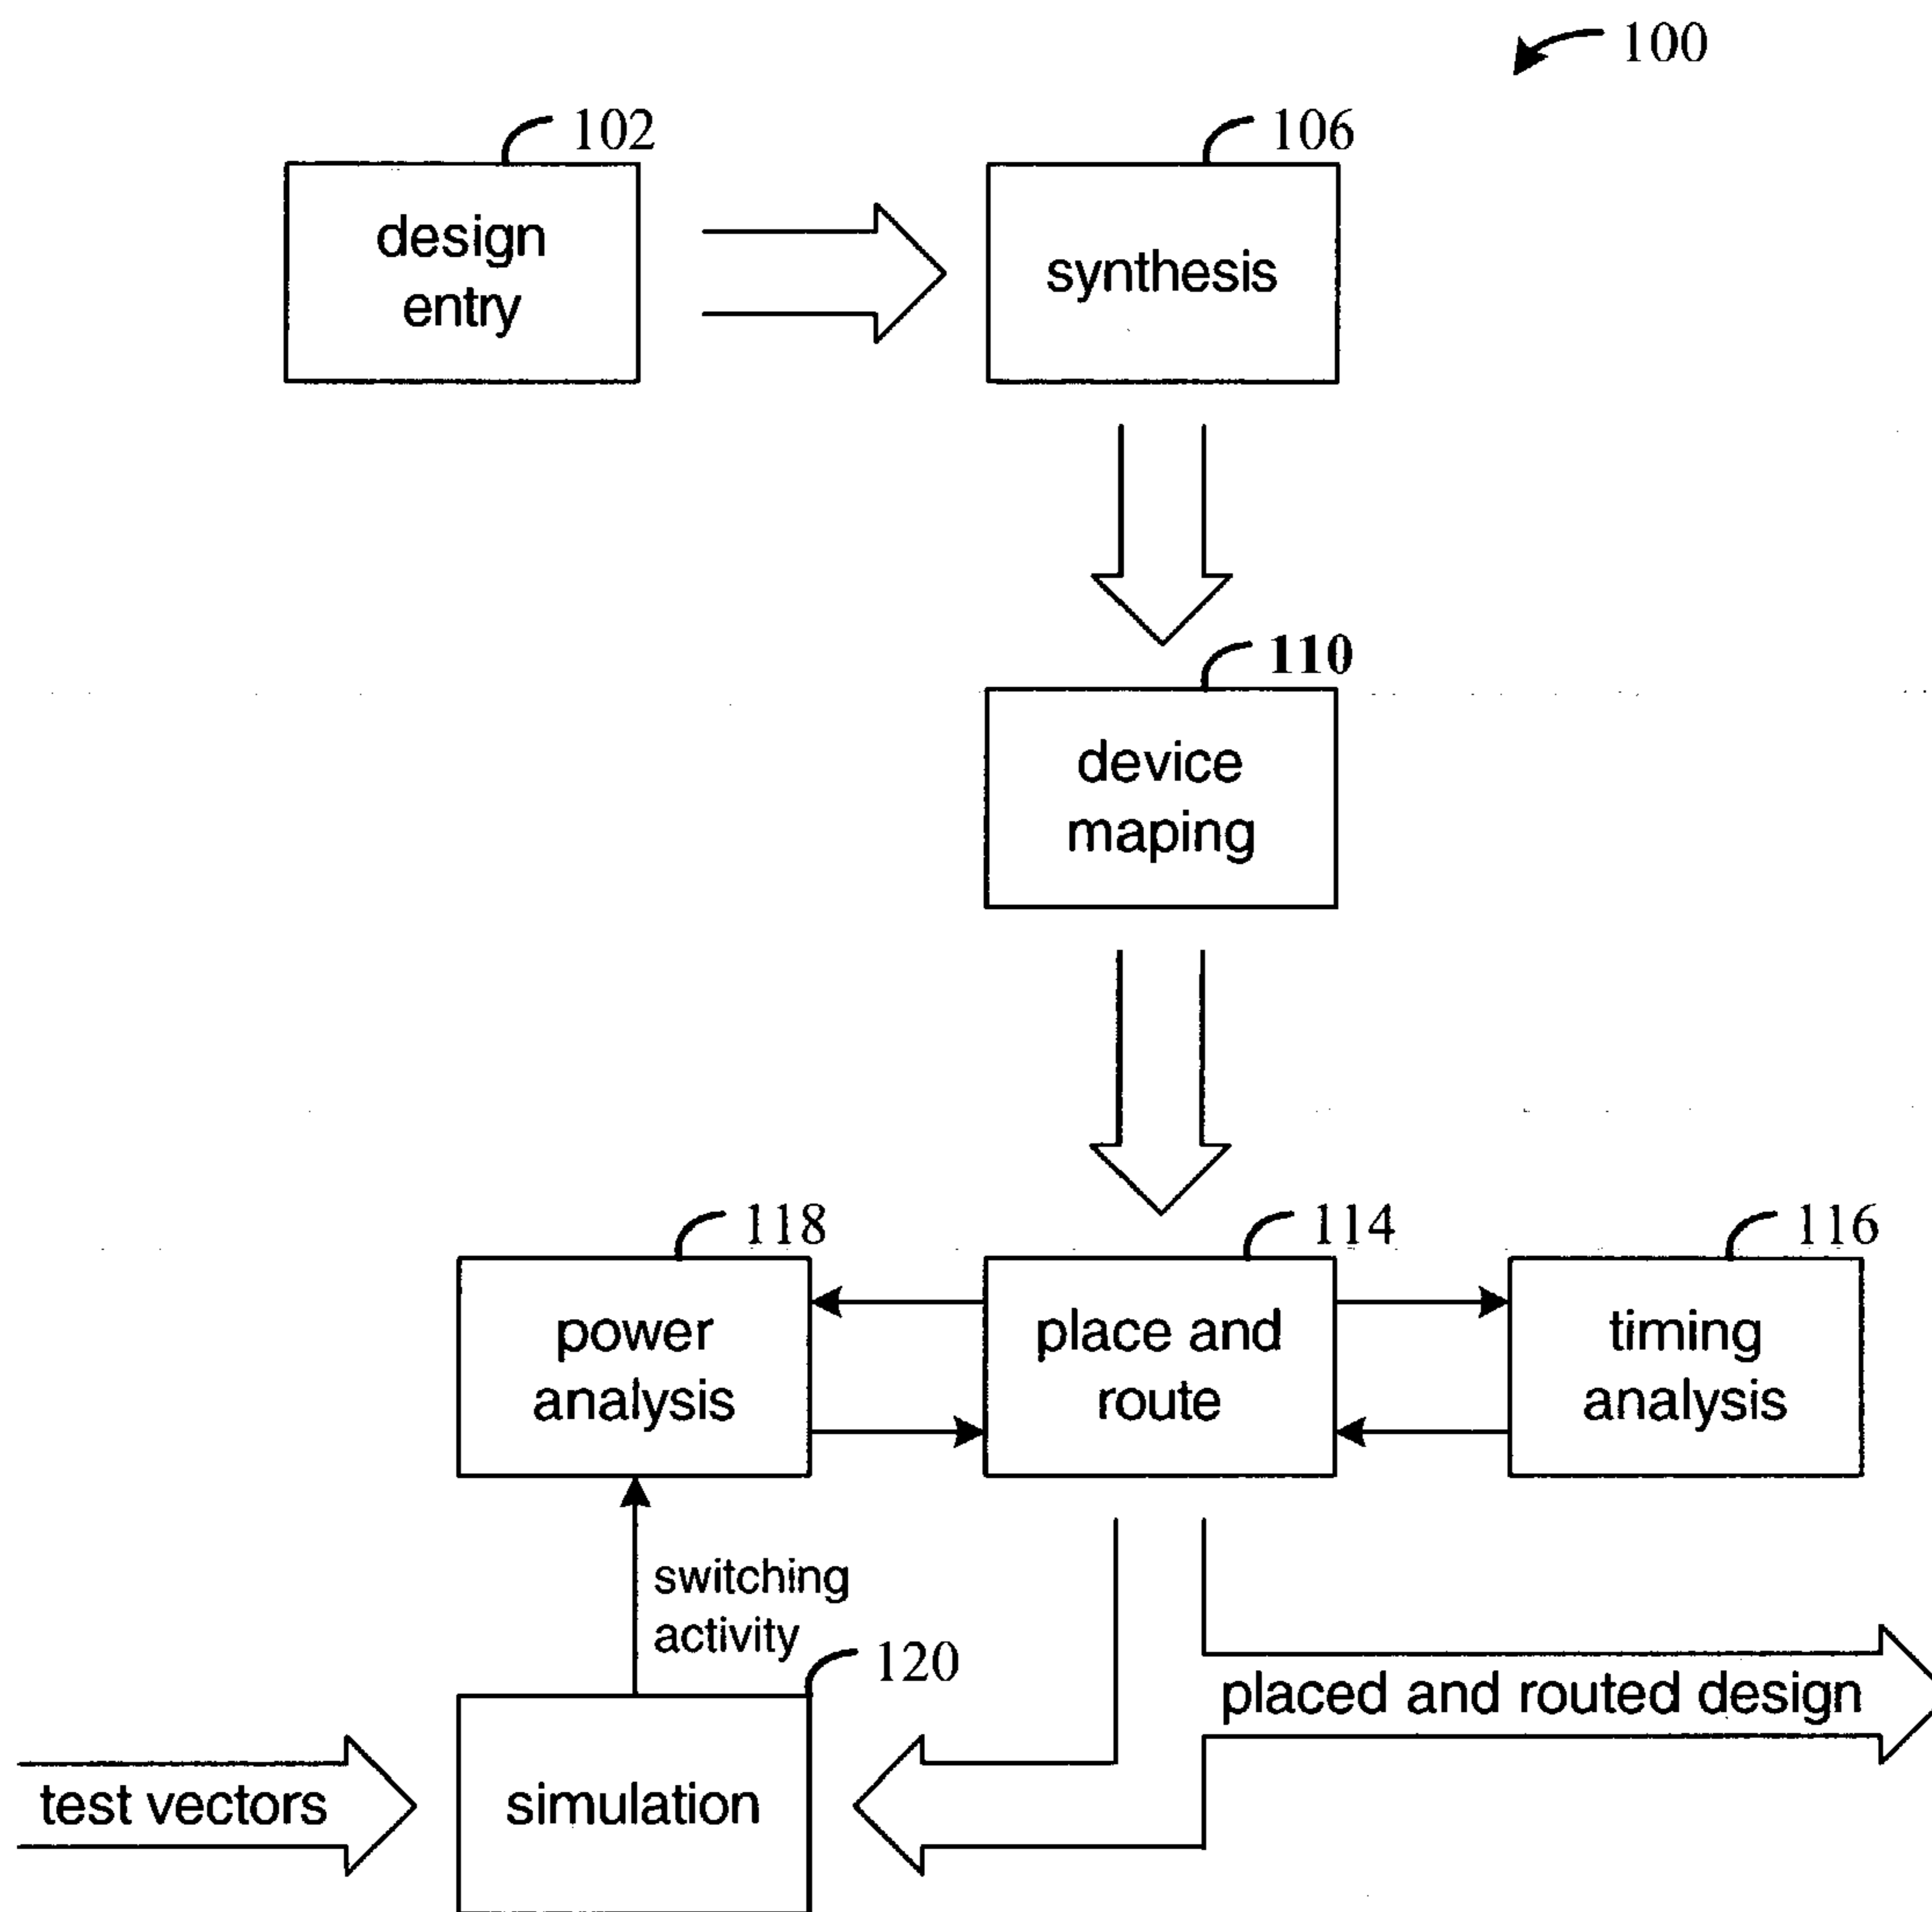 100
102
design
entry
106
synthesis
110
device
maping
118
power
analysis
114
place and
route
116
timing
analysis
switching
activity
120
simulation
test vectors
placed and routed design